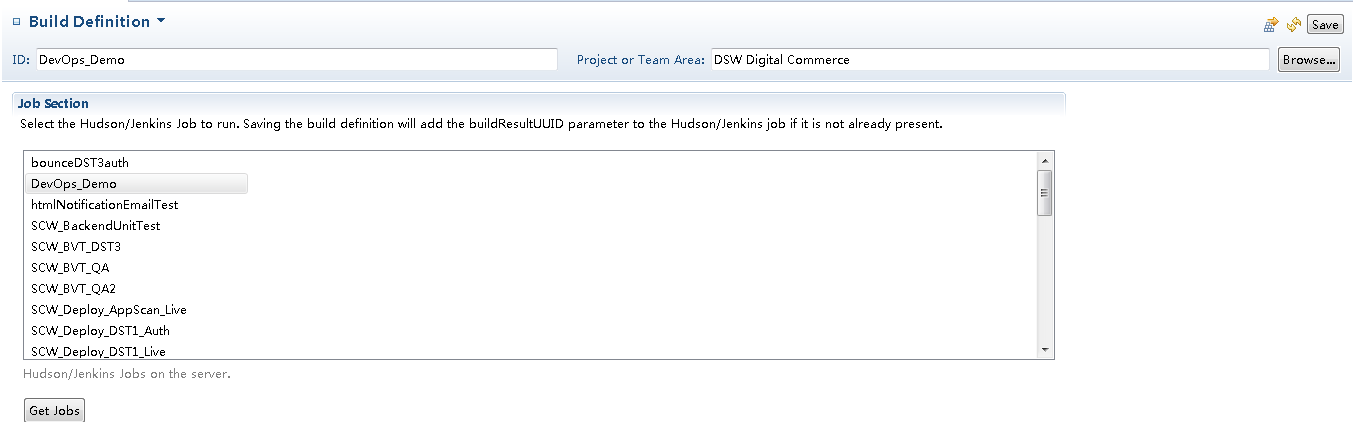 Build Definition
Save
ID: DevOps_Demo Project or Team Area: DSW Digital Commerce Browse...
Job Section
Select the Hudson/Jenkins Job to run. Saving the build definition will add the buildResultUUID parameter to the Hudson/Jenkins job if it is not already present.
bounceDST3auth
DevOps_Demo
htmlNotificationEmailTest
SCW_BackendUnitTest
SCW_BVT_DST3
SCW_BVT_QA
SCW_BVT_QA2
SCW_Deploy_AppScan_Live
SCW_Deploy_DST1_Auth
SCW_Deploy_DST1_Live
Hudson/Jenkins Jobs on the server.
Get Jobs